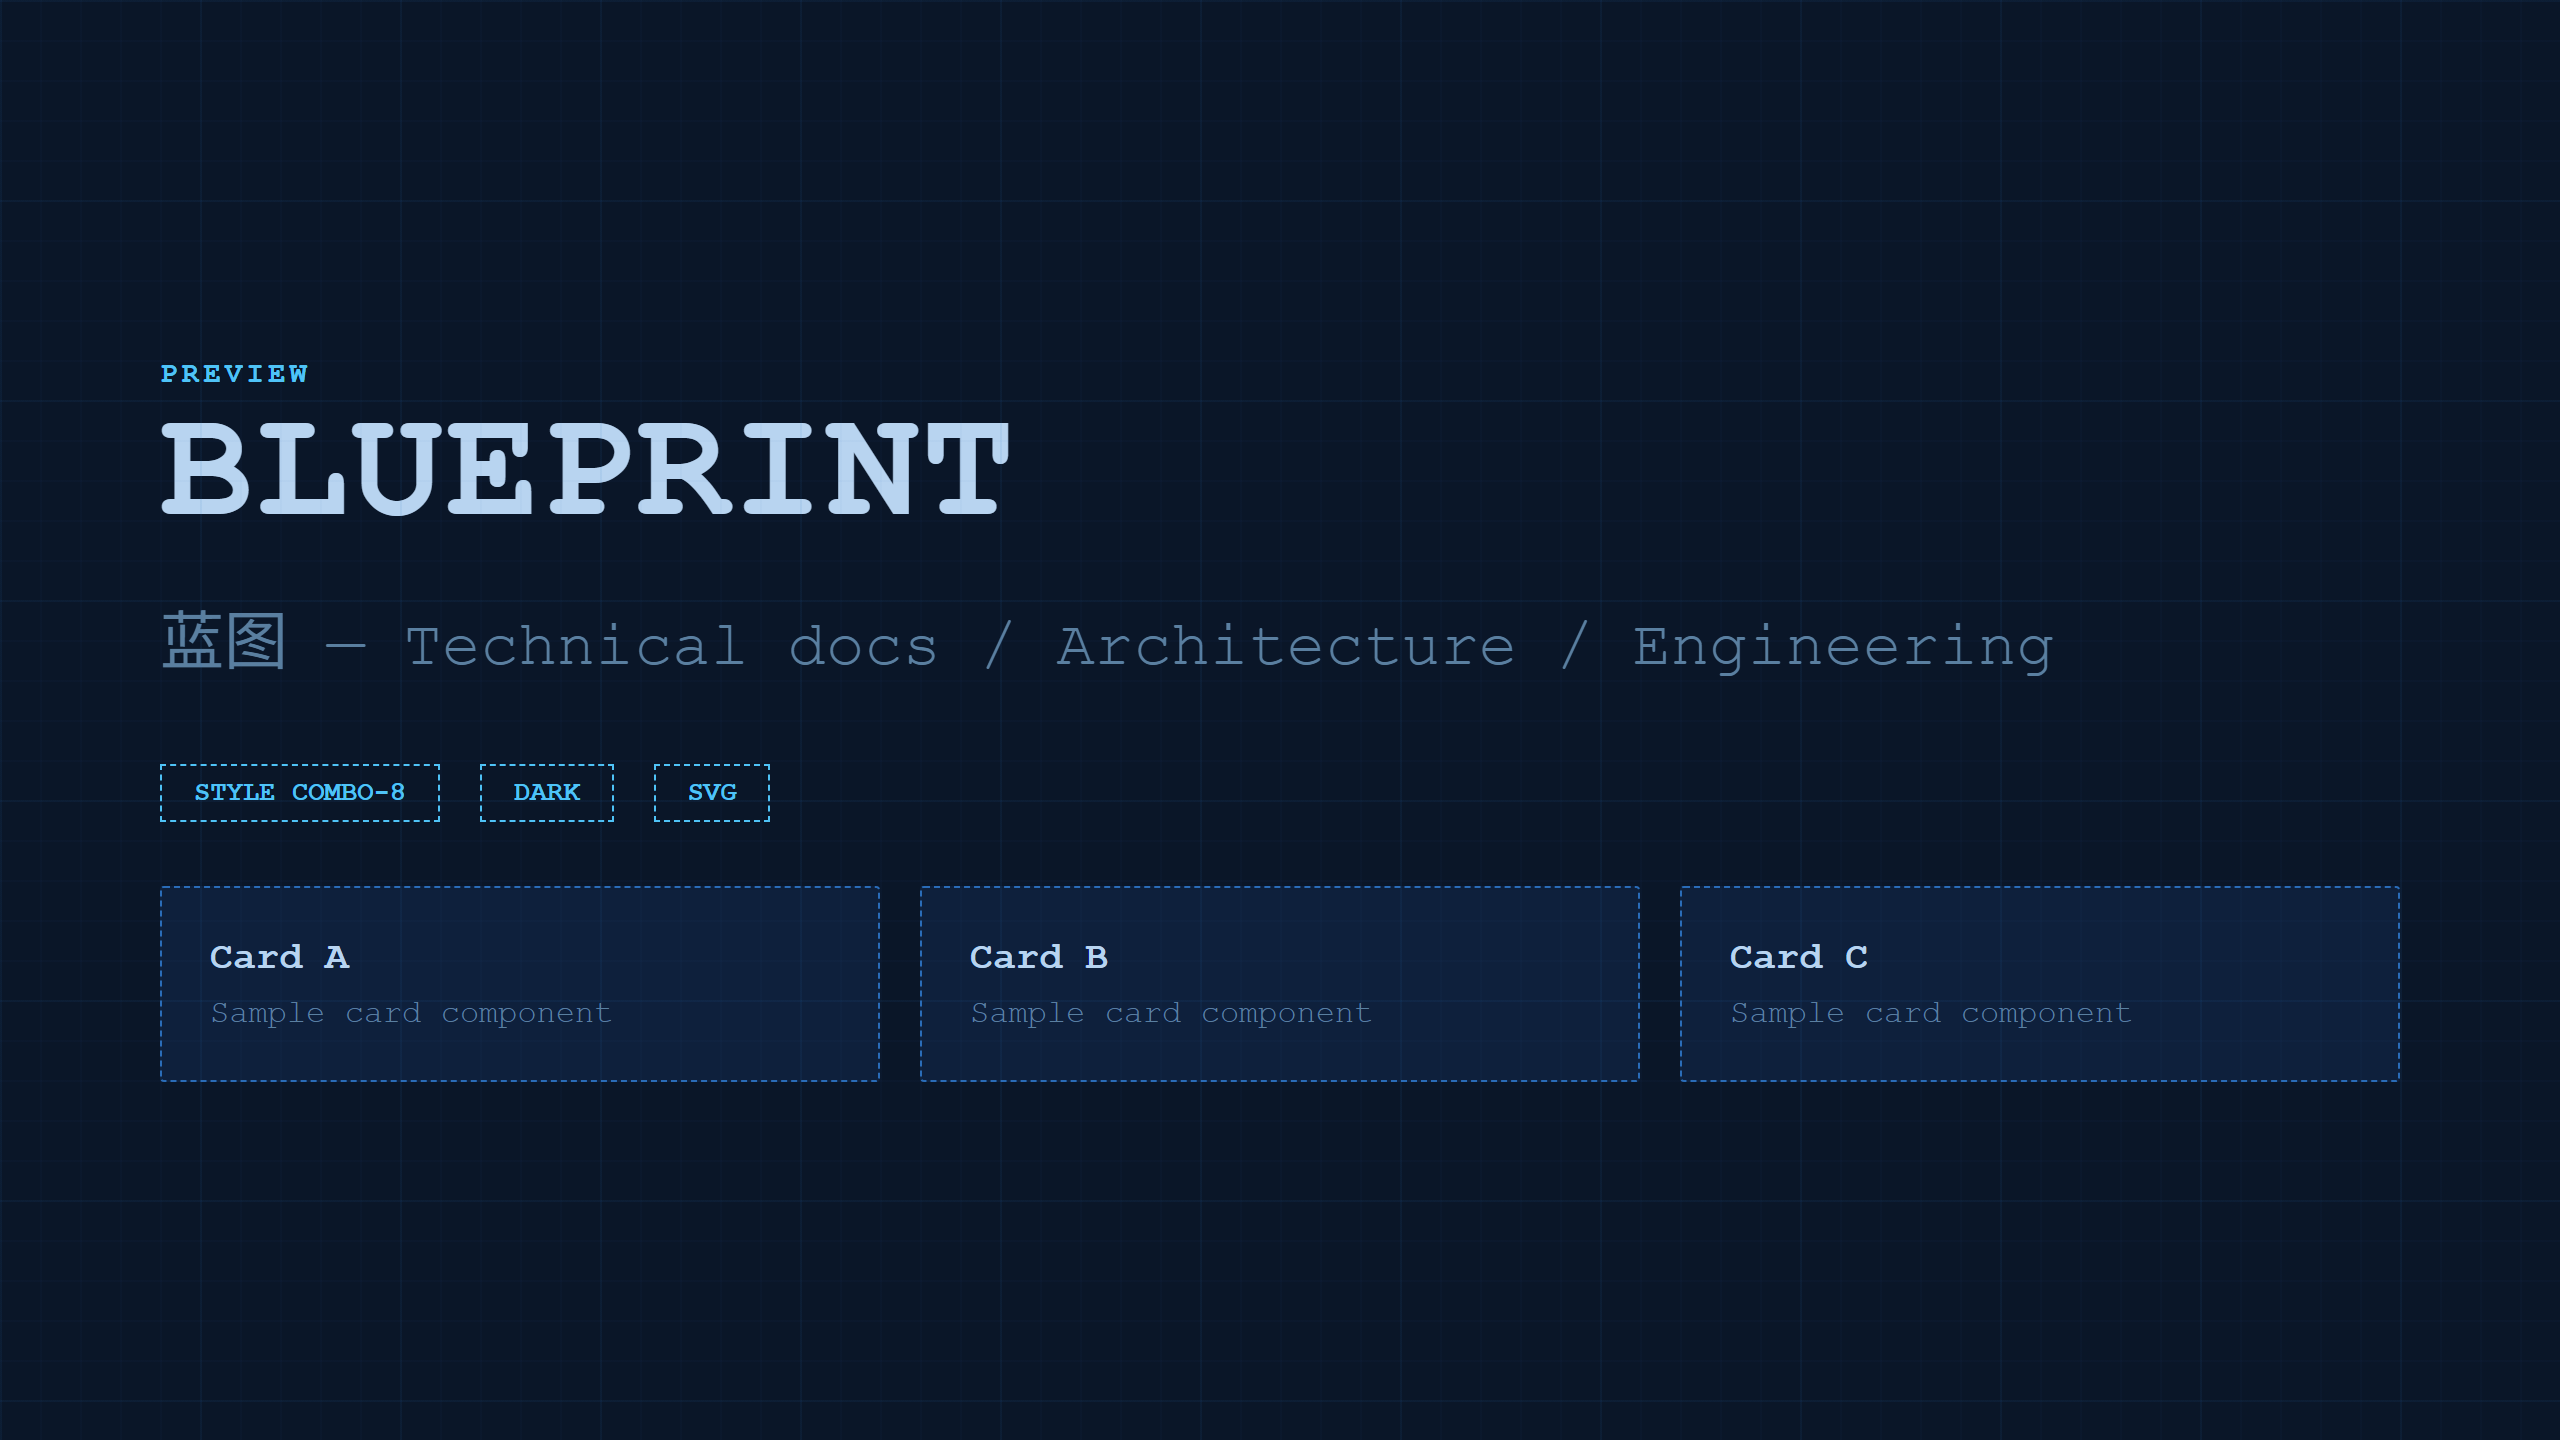 PREVIEW
BLUEPRINT
蓝图 — Technical docs / Architecture / Engineering
STYLE COMBO-8
DARK
SVG
Card A
Sample card component
Card B
Sample card component
Card C
Sample card component